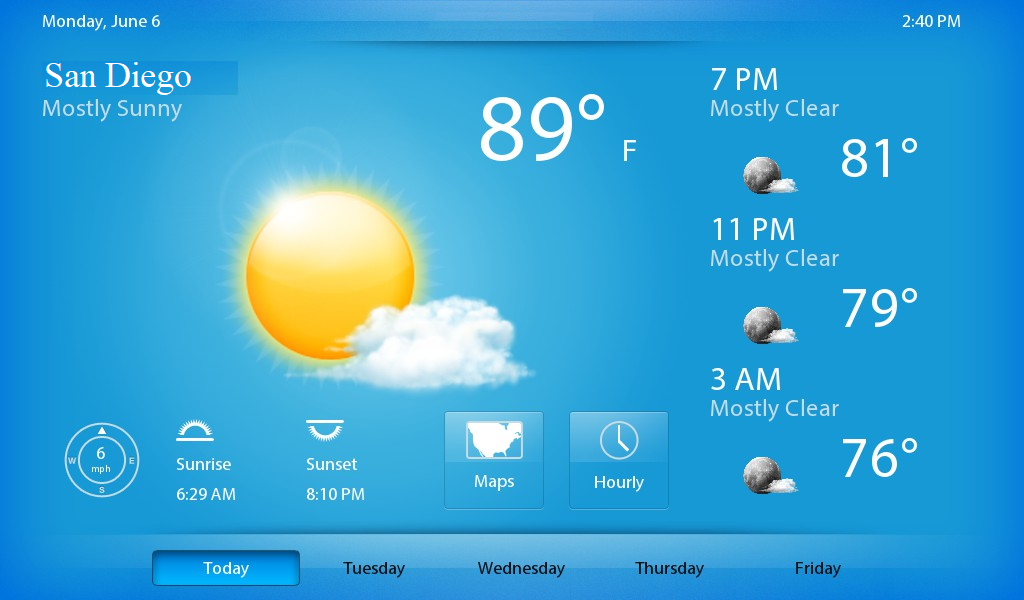 Monday, June 6
2:40 PM
San Diego
Mostly Sunny
89°
F
7 PM
Mostly Clear
81°
11 PM
Mostly Clear
79°
3 AM
Mostly Clear
76°
6
mph
W
E
S
Sunrise
6:29 AM
Sunset
8:10 PM
Maps
Hourly
Today
Tuesday
Wednesday
Thursday
Friday